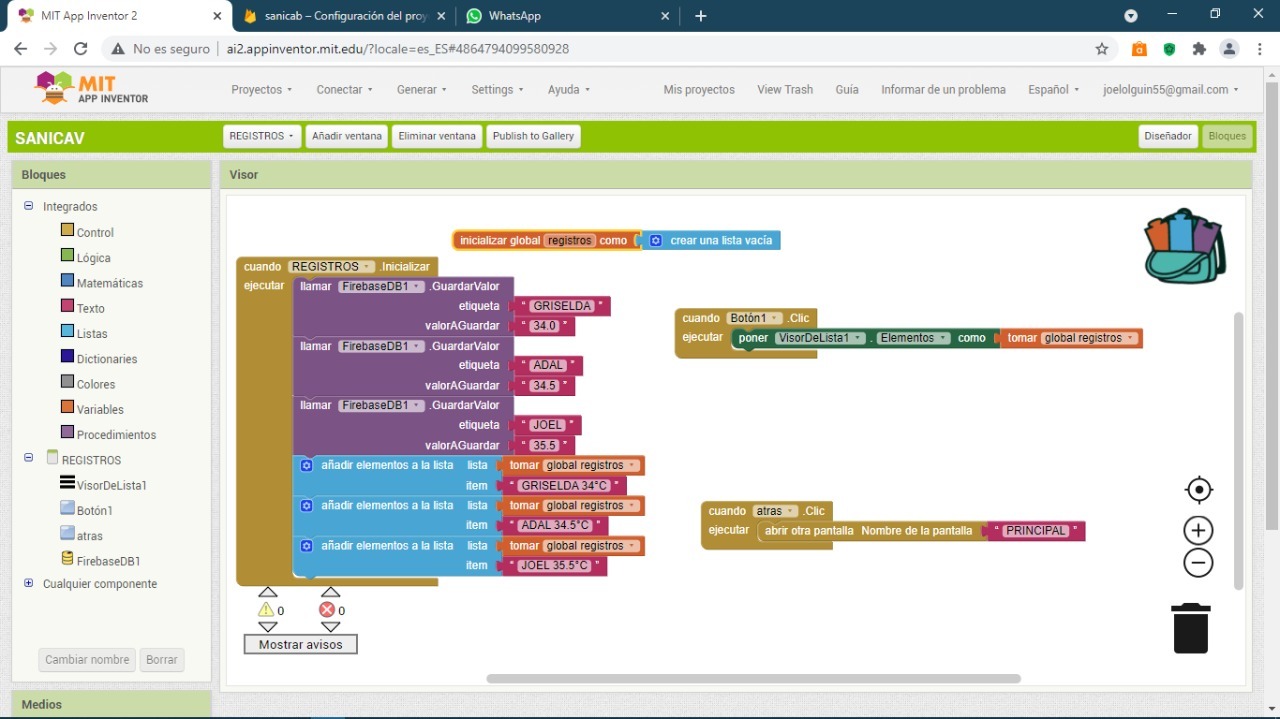 MIT App Inventor 2
sanicab – Configuración del proy
WhatsApp
No es seguro
ai2.appinventor.mit.edu/?locale=es_ES#4864794099580928
MIT
APP INVENTOR
Proyectos
Conectar
Generar
Settings
Ayuda
Mis proyectos
View Trash
Guía
Informar de un problema
Español
joelolguin55@gmail.com
SANICAV
REGISTROS
Añadir ventana
Eliminar ventana
Publish to Gallery
Diseñador
Bloques
Bloques
Integrados
Control
Lógica
Matemáticas
Texto
Listas
Dictionaries
Colores
Variables
Procedimientos
REGISTROS
VisorDeLista1
Botón1
atras
FirebaseDB1
Cualquier componente
Cambiar nombre
Borrar
Medios
Visor
inicializar global registros como crear una lista vacía
cuando REGISTROS .Inicializar
ejecutar llamar FirebaseDB1 .GuardarValor
etiqueta “ GRISELDA ”
valorAGuardar “ 34.0 ”
llamar FirebaseDB1 .GuardarValor
etiqueta “ ADAL ”
valorAGuardar “ 34.5 ”
llamar FirebaseDB1 .GuardarValor
etiqueta “ JOEL ”
valorAGuardar “ 35.5 ”
añadir elementos a la lista lista tomar global registros
item “ GRISELDA 34°C ”
añadir elementos a la lista lista tomar global registros
item “ ADAL 34.5°C ”
añadir elementos a la lista lista tomar global registros
item “ JOEL 35.5°C ”
cuando Botón1 .Clic
ejecutar poner VisorDeLista1 . Elementos como tomar global registros
cuando atras .Clic
ejecutar abrir otra pantalla Nombre de la pantalla “ PRINCIPAL ”
0
0
Mostrar avisos